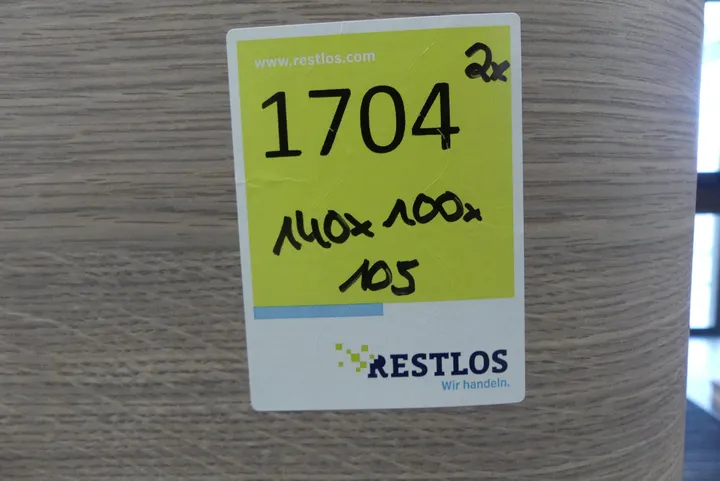 www.restlos.com
2x
1704
140x100x
105
RESTLOS
Wir handeln.